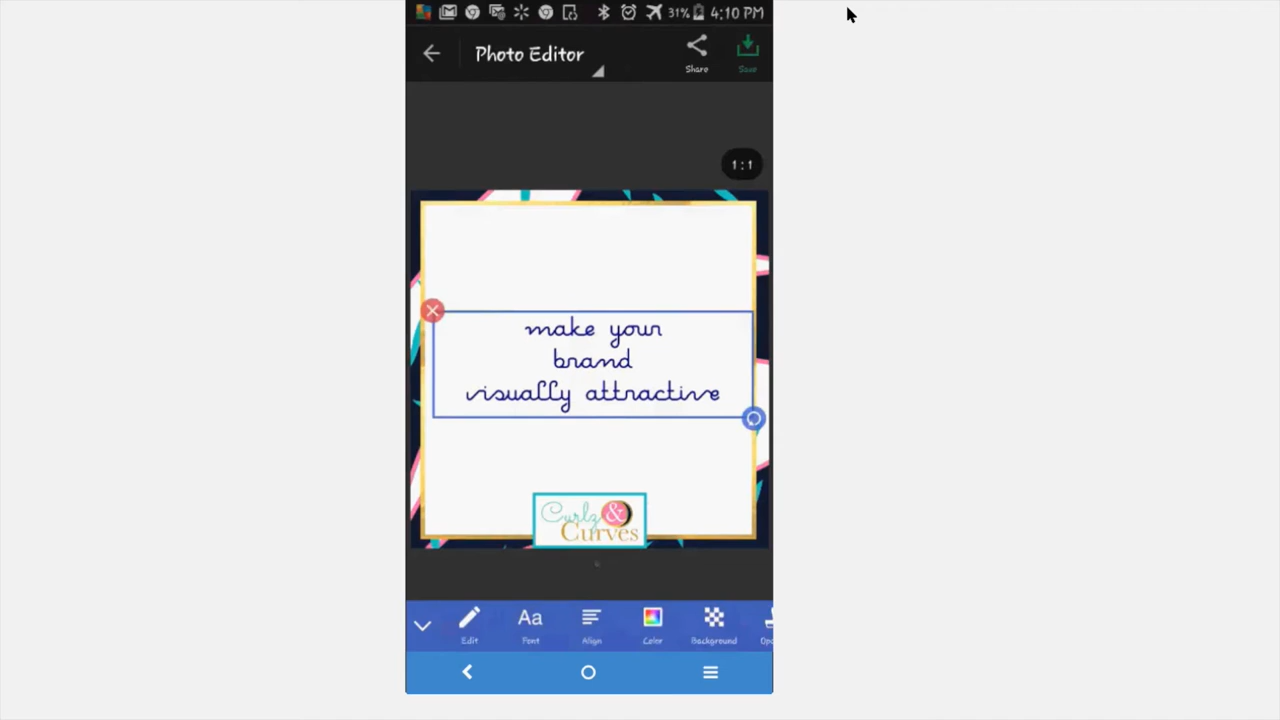 31% 4:10 PM
Photo Editor
Share
Save
1:1
make your
brand
visually attractive
Curlz &
Curves
Edit
Font
Align
Color
Background
Aa